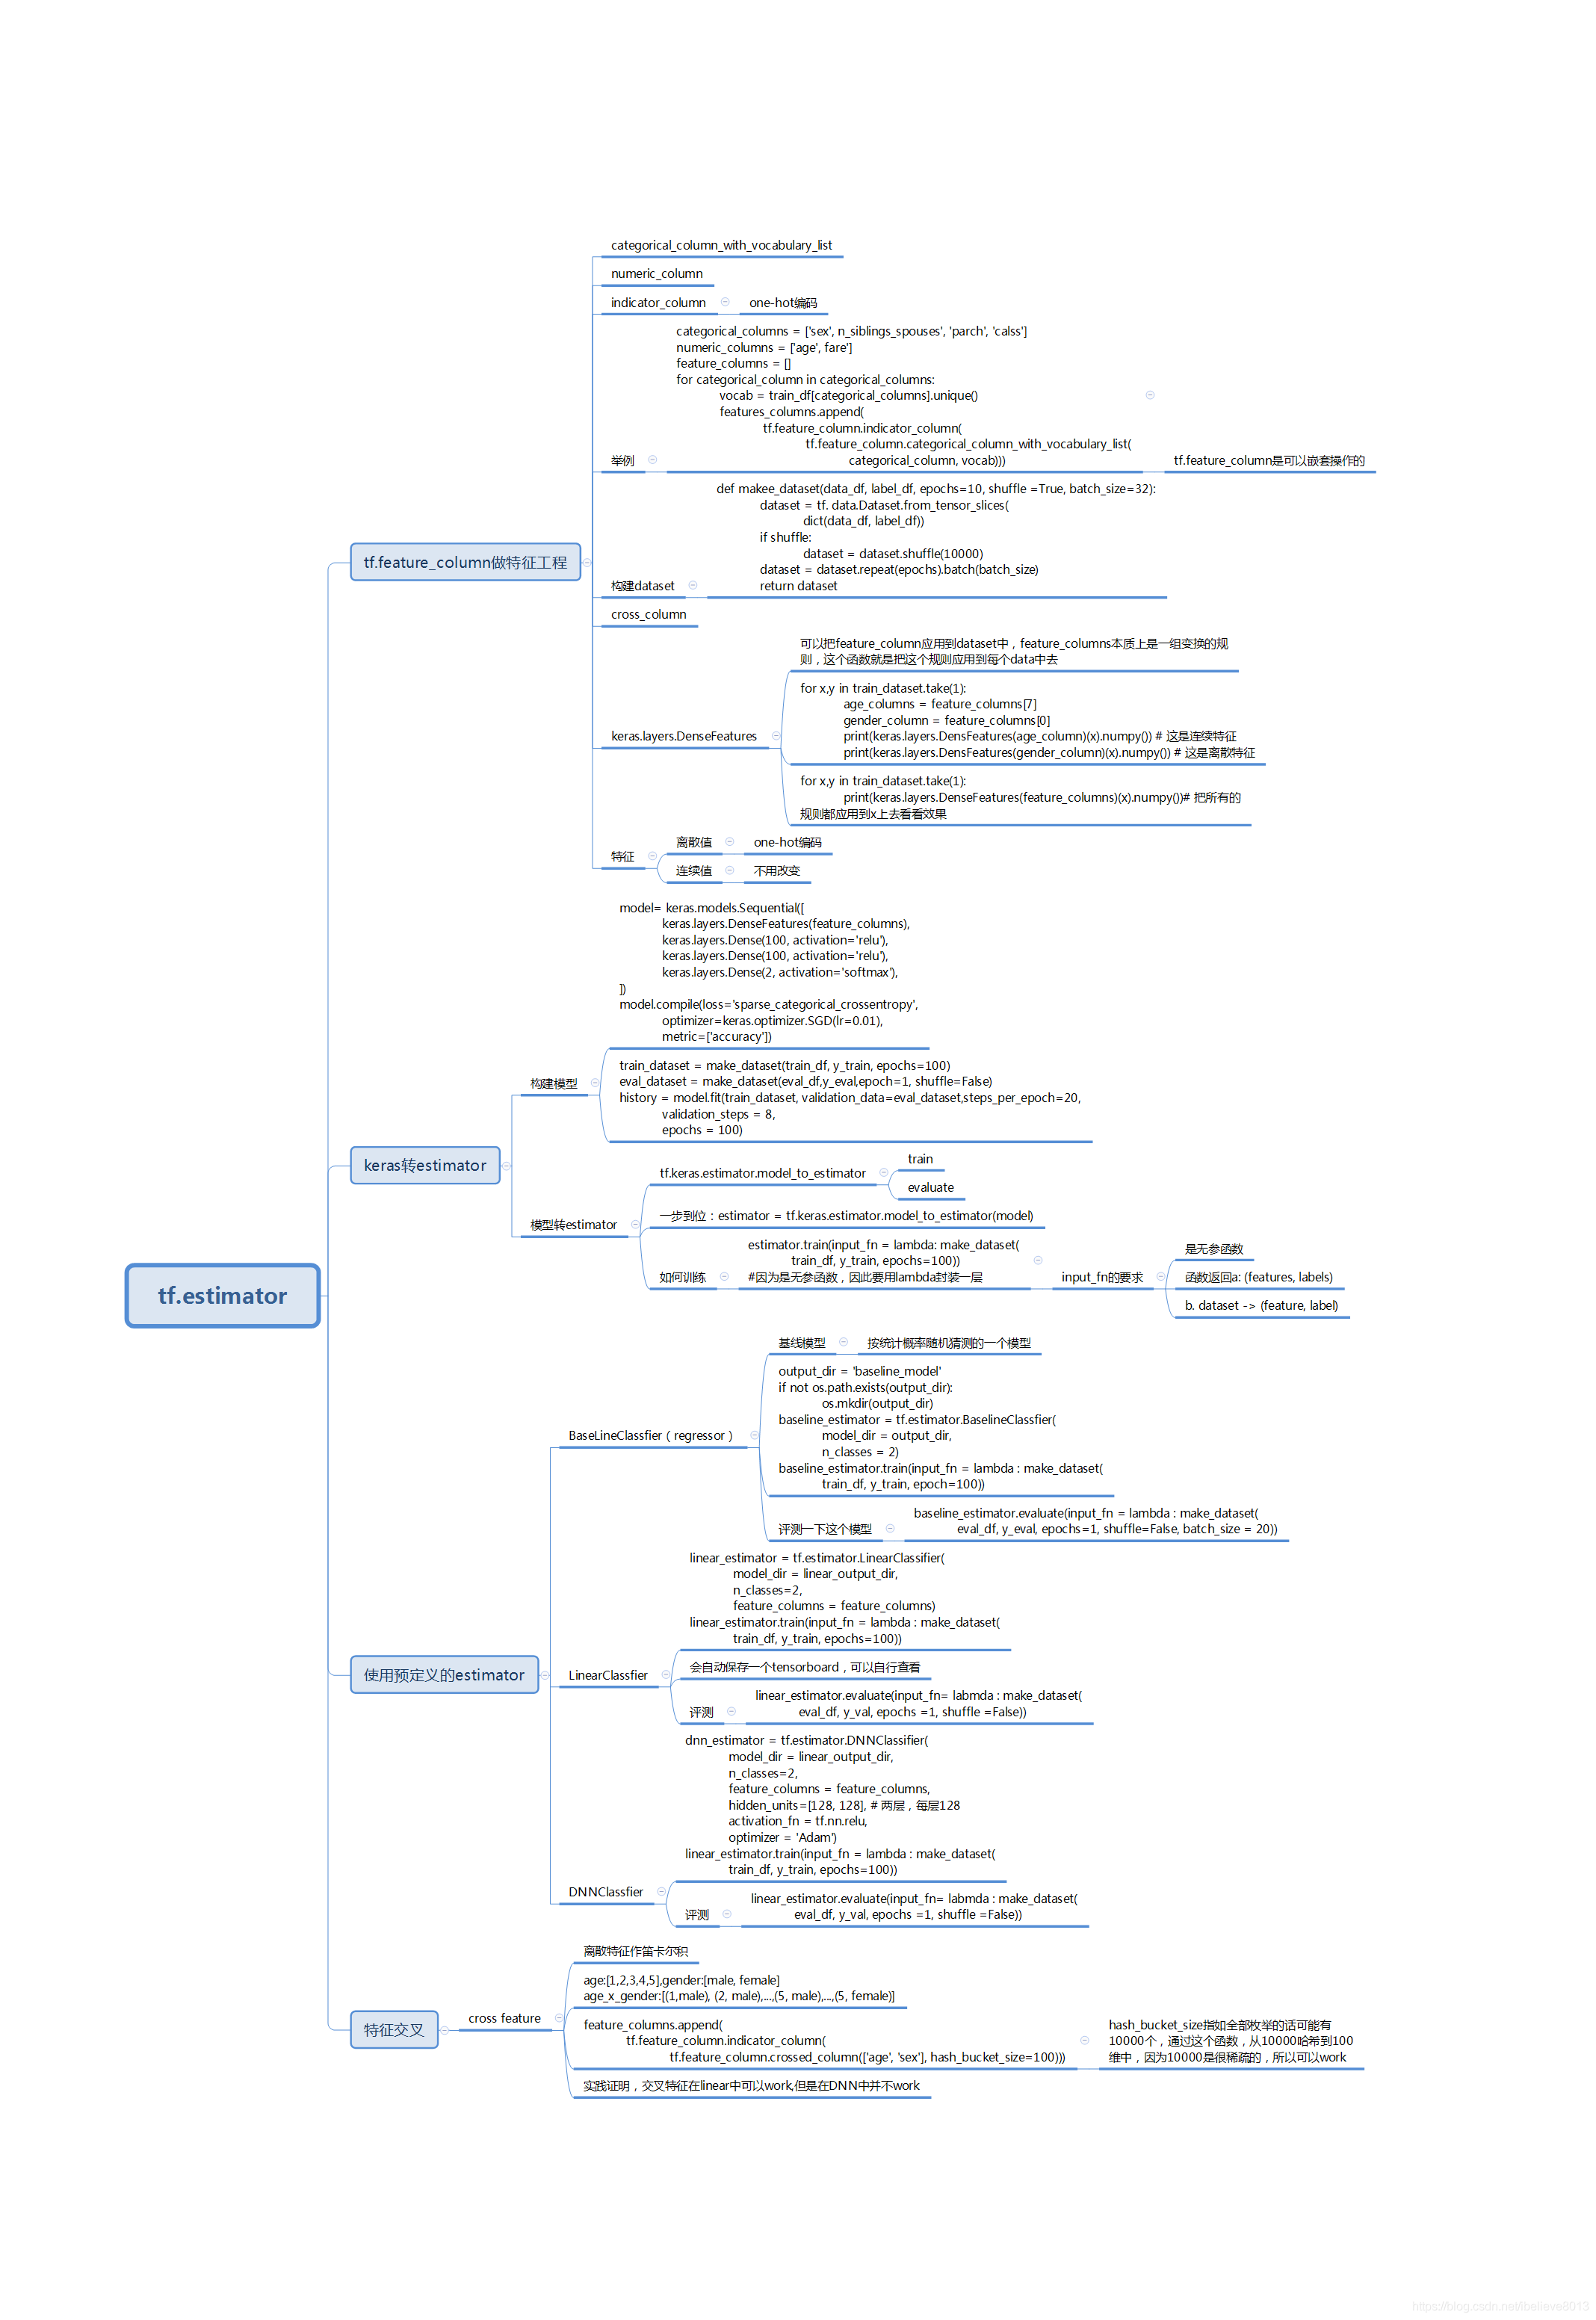 tf.estimator
tf.feature_column做特征工程
categorical_column_with_vocabulary_list
numeric_column
indicator_column
one-hot编码
举例
categorical_columns = ['sex', n_siblings_spouses', 'parch', 'calss']
numeric_columns = ['age', fare']
feature_columns = []
for categorical_column in categorical_columns:
vocab = train_df[categorical_columns].unique()
features_columns.append(
tf.feature_column.indicator_column(
tf.feature_column.categorical_column_with_vocabulary_list(
categorical_column, vocab)))
tf.feature_column是可以嵌套操作的
构建dataset
def makee_dataset(data_df, label_df, epochs=10, shuffle =True, batch_size=32):
dataset = tf. data.Dataset.from_tensor_slices(
dict(data_df, label_df))
if shuffle:
dataset = dataset.shuffle(10000)
dataset = dataset.repeat(epochs).batch(batch_size)
return dataset
cross_column
keras.layers.DenseFeatures
可以把feature_column应用到dataset中，feature_columns本质上是一组变换的规
则，这个函数就是把这个规则应用到每个data中去
for x,y in train_dataset.take(1):
age_columns = feature_columns[7]
gender_column = feature_columns[0]
print(keras.layers.DensFeatures(age_column)(x).numpy()) # 这是连续特征
print(keras.layers.DensFeatures(gender_column)(x).numpy()) # 这是离散特征
for x,y in train_dataset.take(1):
print(keras.layers.DenseFeatures(feature_columns)(x).numpy())# 把所有的
规则都应用到x上去看看效果
特征
离散值
one-hot编码
连续值
不用改变
keras转estimator
构建模型
model= keras.models.Sequential([
keras.layers.DenseFeatures(feature_columns),
keras.layers.Dense(100, activation='relu'),
keras.layers.Dense(100, activation='relu'),
keras.layers.Dense(2, activation='softmax'),
])
model.compile(loss='sparse_categorical_crossentropy',
optimizer=keras.optimizer.SGD(lr=0.01),
metric=['accuracy'])
train_dataset = make_dataset(train_df, y_train, epochs=100)
eval_dataset = make_dataset(eval_df,y_eval,epoch=1, shuffle=False)
history = model.fit(train_dataset, validation_data=eval_dataset,steps_per_epoch=20,
validation_steps = 8,
epochs = 100)
模型转estimator
tf.keras.estimator.model_to_estimator
train
evaluate
一步到位：estimator = tf.keras.estimator.model_to_estimator(model)
如何训练
estimator.train(input_fn = lambda: make_dataset(
train_df, y_train, epochs=100))
#因为是无参函数，因此要用lambda封装一层
input_fn的要求
是无参函数
函数返回a: (features, labels)
b. dataset -> (feature, label)
使用预定义的estimator
BaseLineClassfier（regressor）
基线模型
按统计概率随机猜测的一个模型
output_dir = 'baseline_model'
if not os.path.exists(output_dir):
os.mkdir(output_dir)
baseline_estimator = tf.estimator.BaselineClassfier(
model_dir = output_dir,
n_classes = 2)
baseline_estimator.train(input_fn = lambda : make_dataset(
train_df, y_train, epoch=100))
评测一下这个模型
baseline_estimator.evaluate(input_fn = lambda : make_dataset(
eval_df, y_eval, epochs=1, shuffle=False, batch_size = 20))
LinearClassfier
linear_estimator = tf.estimator.LinearClassifier(
model_dir = linear_output_dir,
n_classes=2,
feature_columns = feature_columns)
linear_estimator.train(input_fn = lambda : make_dataset(
train_df, y_train, epochs=100))
会自动保存一个tensorboard，可以自行查看
评测
linear_estimator.evaluate(input_fn= labmda : make_dataset(
eval_df, y_val, epochs =1, shuffle =False))
DNNClassfier
dnn_estimator = tf.estimator.DNNClassifier(
model_dir = linear_output_dir,
n_classes=2,
feature_columns = feature_columns,
hidden_units=[128, 128], # 两层，每层128
activation_fn = tf.nn.relu,
optimizer = 'Adam')
linear_estimator.train(input_fn = lambda : make_dataset(
train_df, y_train, epochs=100))
评测
linear_estimator.evaluate(input_fn= labmda : make_dataset(
eval_df, y_val, epochs =1, shuffle =False))
特征交叉
cross feature
离散特征作笛卡尔积
age:[1,2,3,4,5],gender:[male, female]
age_x_gender:[(1,male), (2, male),...,(5, male),...,(5, female)]
feature_columns.append(
tf.feature_column.indicator_column(
tf.feature_column.crossed_column(['age', 'sex'], hash_bucket_size=100)))
hash_bucket_size指如全部枚举的话可能有
10000个，通过这个函数，从10000哈希到100
维中，因为10000是很稀疏的，所以可以work
实践证明，交叉特征在linear中可以work,但是在DNN中并不work
https://blog.csdn.net/ibelieve8013